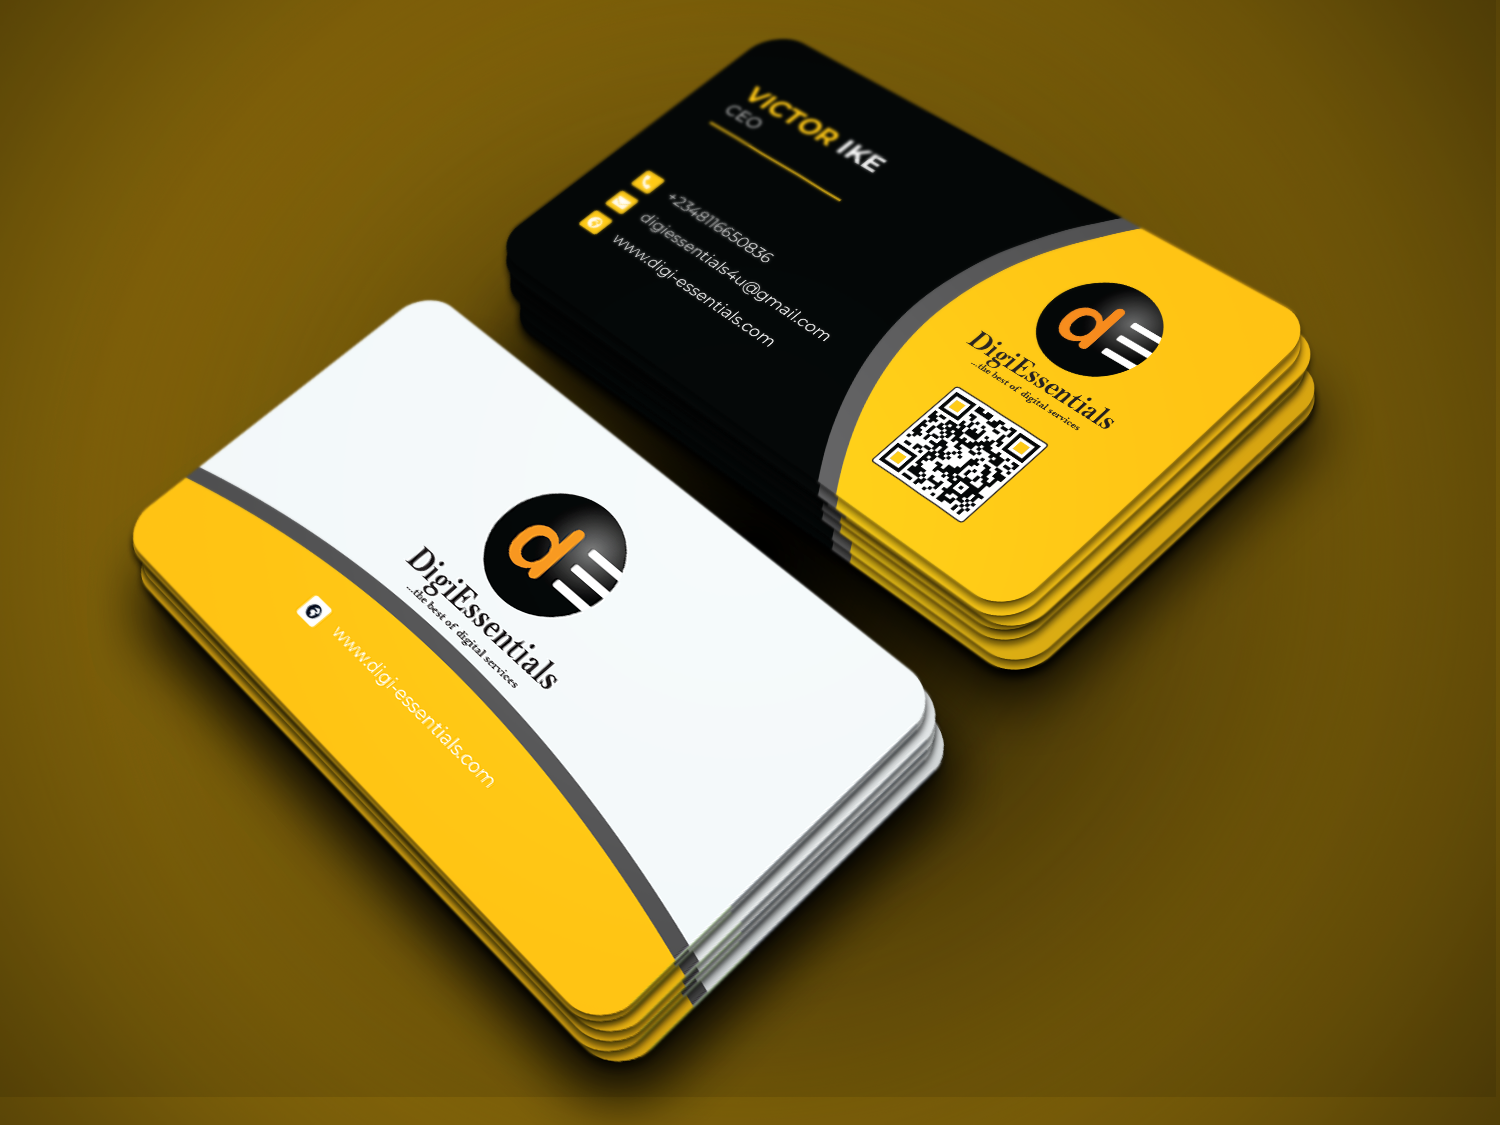 VICTOR IKE
CEO
+2348116650836
digiessentials4u@gmail.com
www.digi-essentials.com
de
DigiEssentials
...the best of digital services
de
DigiEssentials
...the best of digital services
www.digi-essentials.com